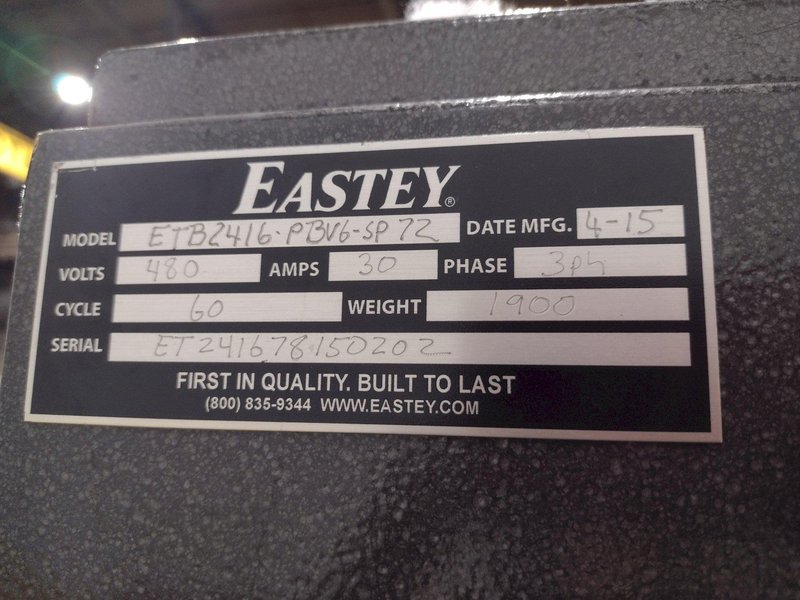 EASTEY®
MODEL ETB2416-PBV6-SP72 DATE MFG. 4-15
VOLTS 480 AMPS 30 PHASE 3ph
CYCLE 60 WEIGHT 1900
SERIAL ET241678150202
FIRST IN QUALITY. BUILT TO LAST
(800) 835-9344 WWW.EASTEY.COM